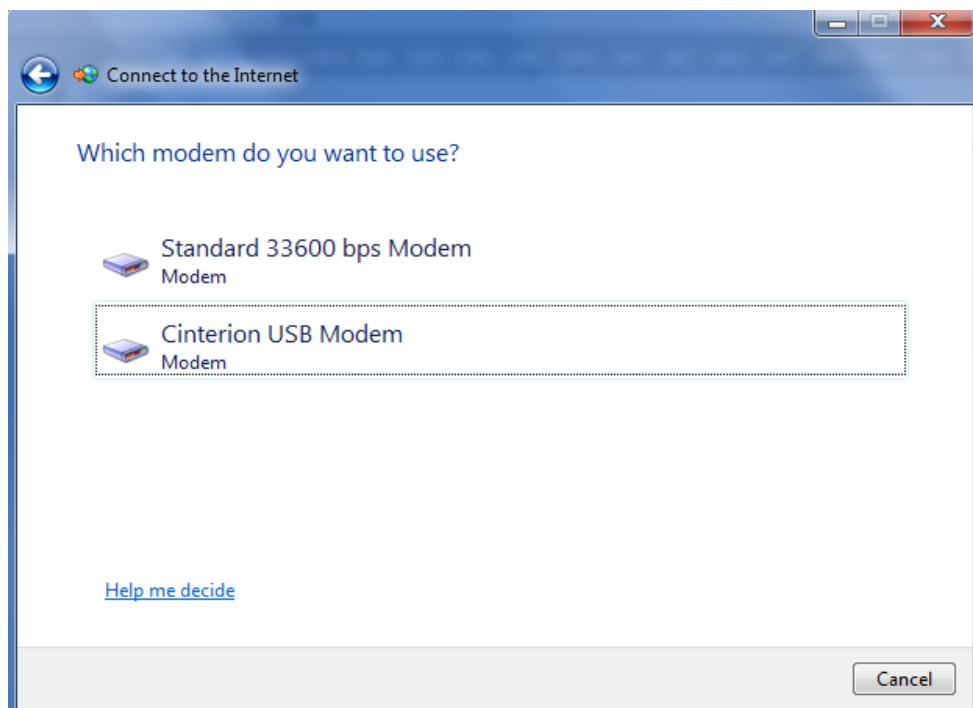 Connect to the Internet
Which modem do you want to use?
Standard 33600 bps Modem
Modem
Cinterion USB Modem
Modem
Help me decide
Cancel